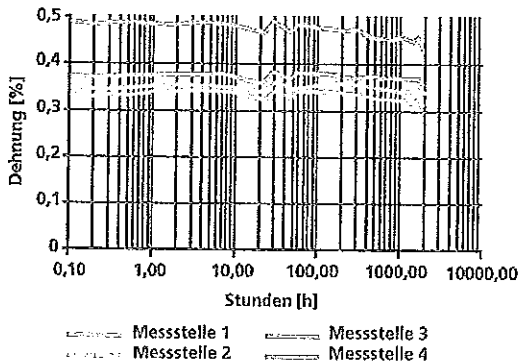 0,5
0,4
0,3
0,2
0,1
0
Dehnung [%]
0,10 1,00 10,00 100,00 1000,00 10000,00
Stunden [h]
Messstelle 1 Messstelle 3
Messstelle 2 Messstelle 4